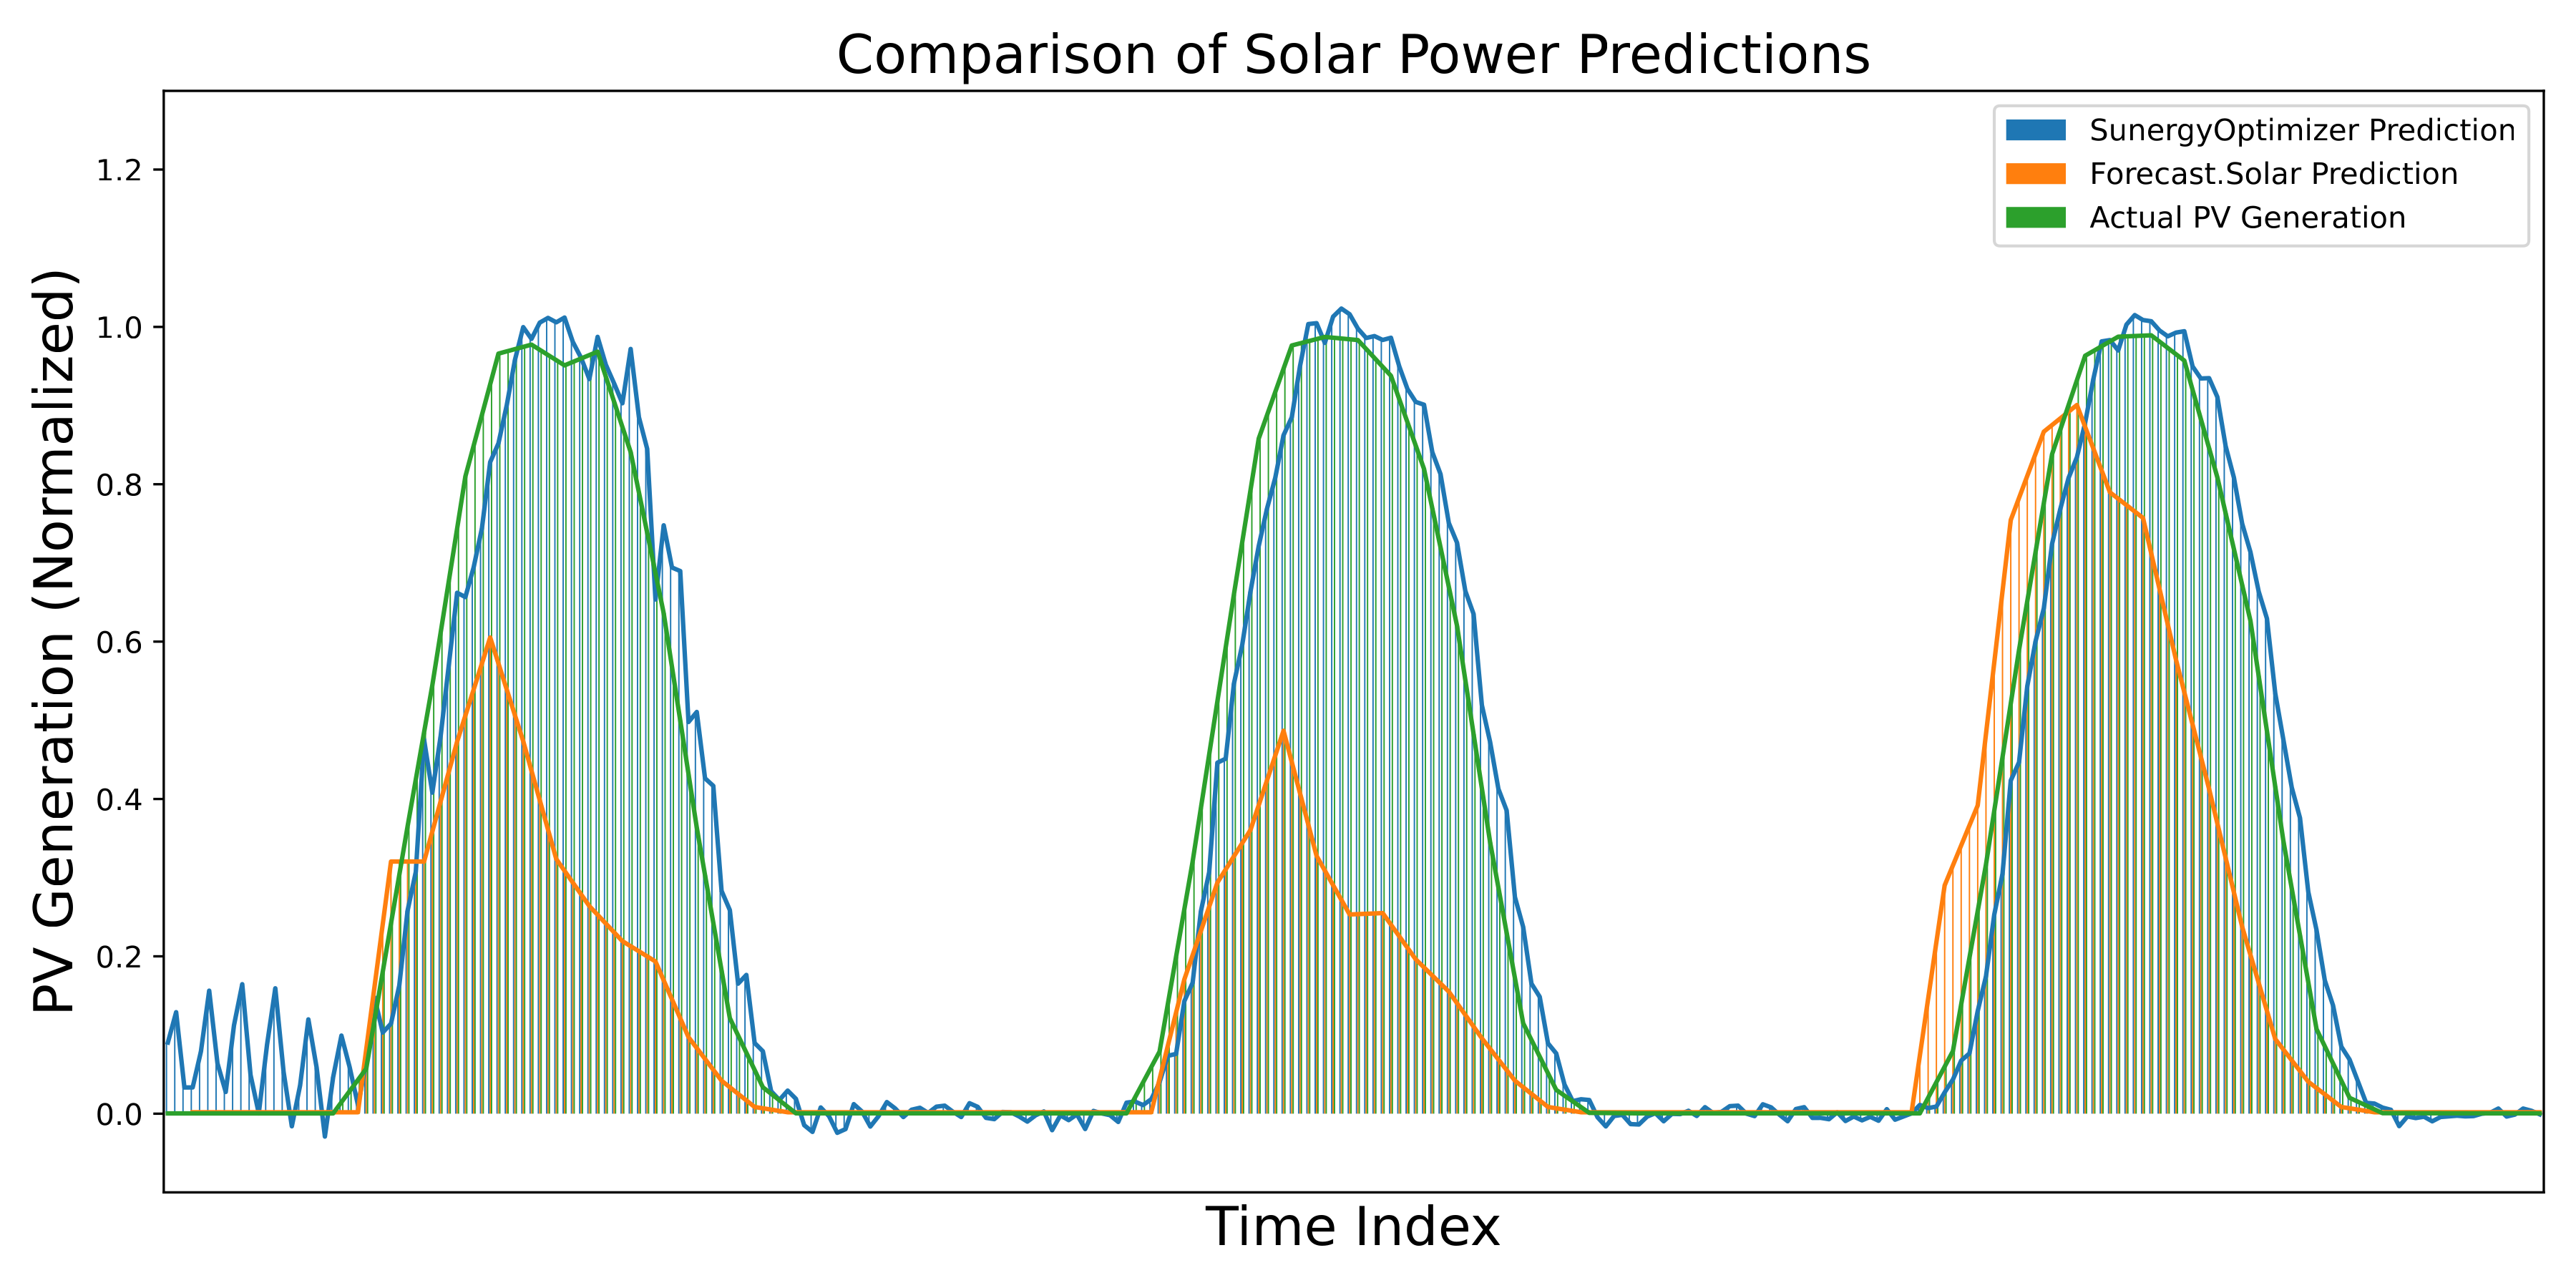 Comparison of Solar Power Predictions
SunergyOptimizer Prediction
Forecast.Solar Prediction
Actual PV Generation
PV Generation (Normalized)
1.2
1.0
0.8
0.6
0.4
0.2
0.0
Time Index